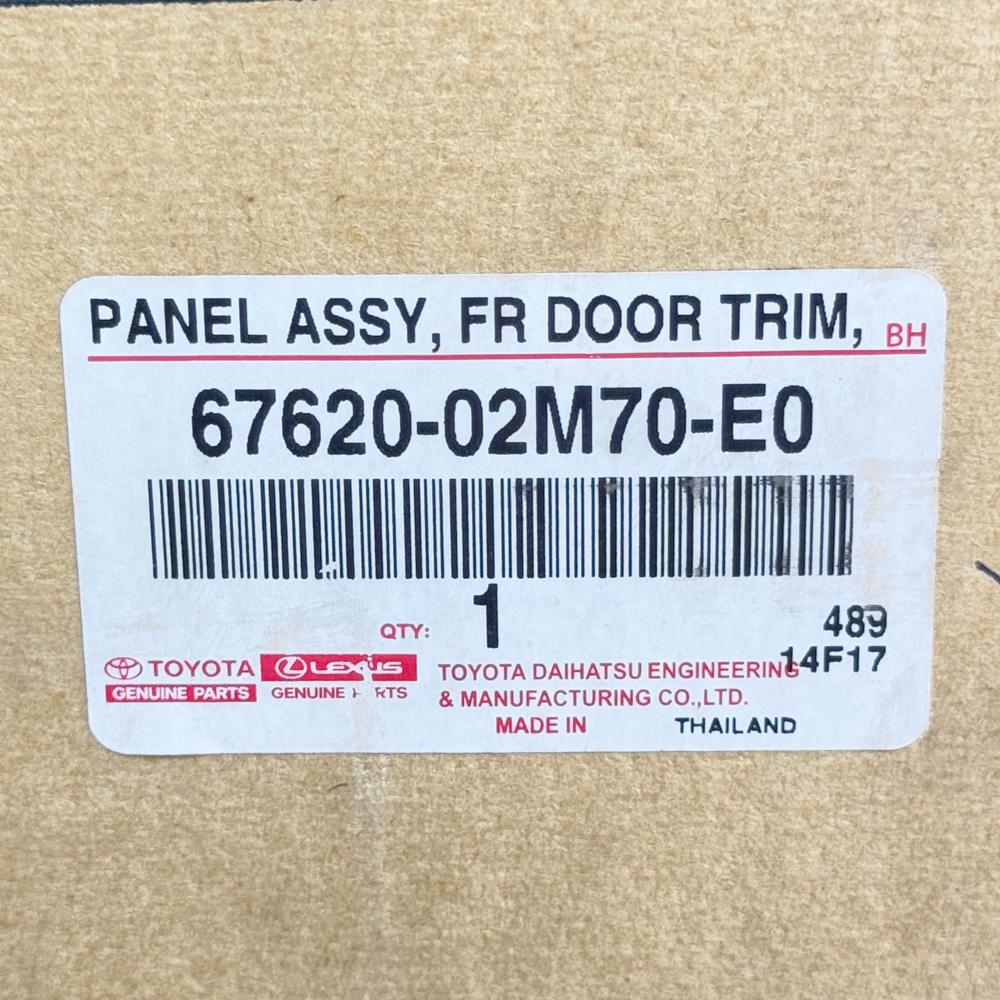 PANEL ASSY, FR DOOR TRIM, BH
67620-02M70-E0
QTY: 1
489
14F17
TOYOTA
GENUINE PARTS
LEXUS
GENUINE
TOYOTA DAIHATSU ENGINEERING
& MANUFACTURING CO.,LTD.
MADE IN THAILAND